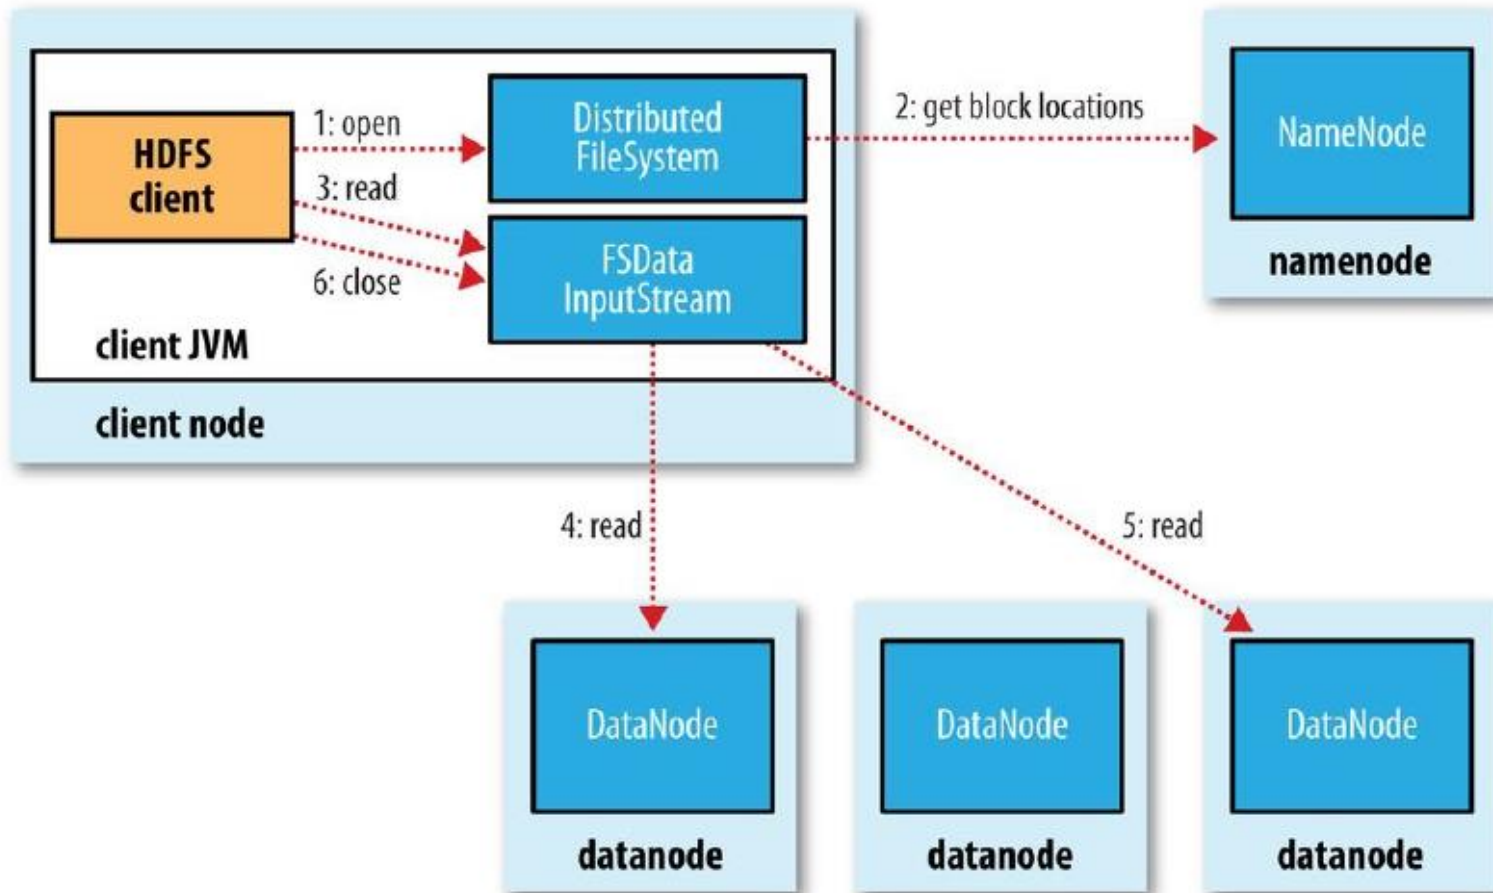 1: open
Distributed
FileSystem
2: get block locations
NameNode
HDFS
client
3: read
FSData
InputStream
namenode
6: close
client JVM
client node
4: read
5: read
DataNode
DataNode
DataNode
datanode
datanode
datanode